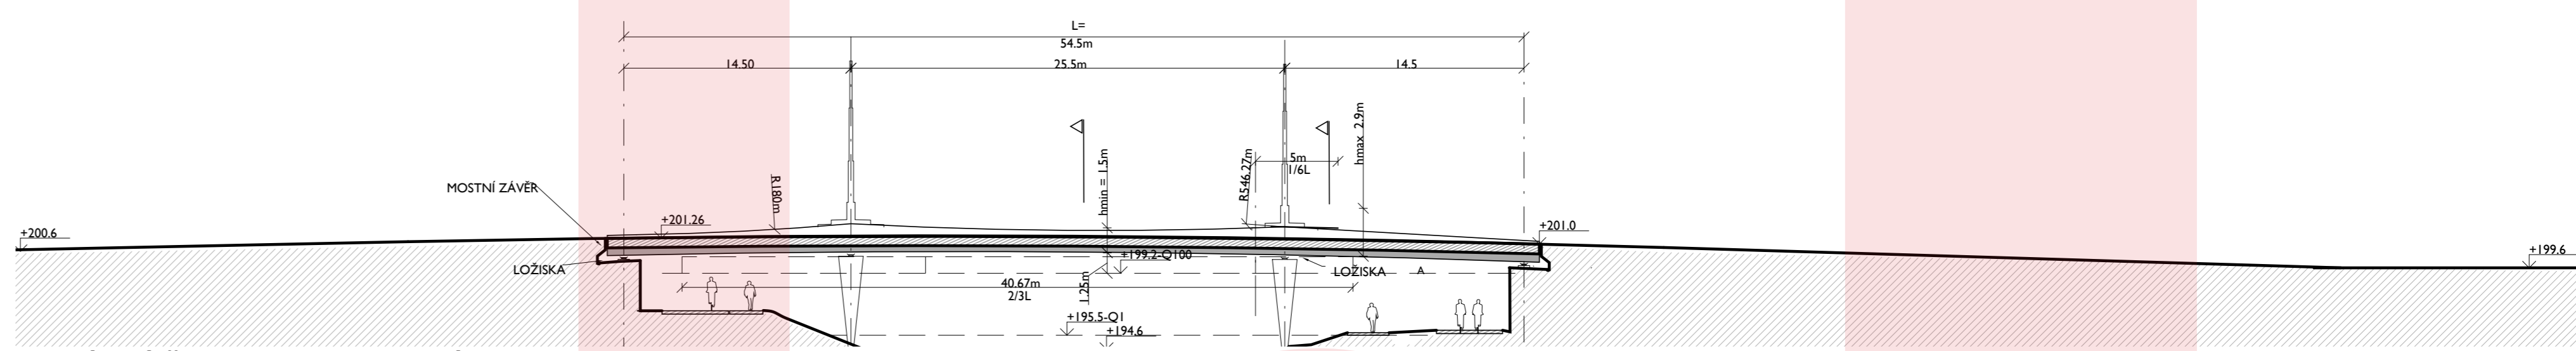 L=
54.5m
14.50
25.5m
14.5
hmax 2.9m
hmin = 1.5m
R546.27m
5m
1/6L
R180m
MOSTNÍ ZÁVĚR
+201.26
+201.0
+200.6
+199.6
+199.2-Q100
LOŽISKA
LOŽISKA
A
40.67m
2/3L
1.25m
+195.5-Q1
+194.6